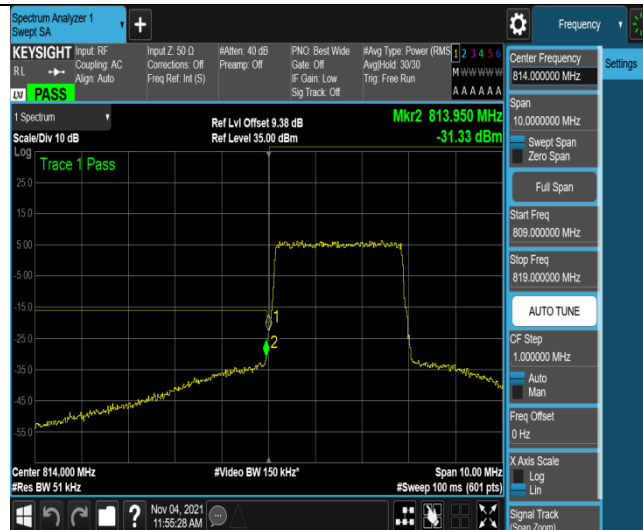 Spectrum Analyzer 1
Swept SA
+
Frequency
KEYSIGHT
RL
LXI PASS
Input: RF
Coupling: AC
Align: Auto
Input Z: 50 Ω
Corrections: Off
Freq Ref: Int (S)
#Atten: 40 dB
Preamp: Off
PNO: Best Wide
Gate: Off
IF Gain: Low
Sig Track: Off
#Avg Type: Power (RMS
Avg|Hold: 30/30
Trig: Free Run
1 2 3 4 5 6
M W W W W W
A A A A A A
1 Spectrum
Scale/Div 10 dB
Log
Ref Lvl Offset 9.38 dB
Ref Level 35.00 dBm
Mkr2 813.950 MHz
-31.33 dBm
Trace 1 Pass
25.0
15.0
5.00
-5.00
-15.0
-25.0
-35.0
-45.0
-55.0
1
2
Center 814.000 MHz
#Res BW 51 kHz
#Video BW 150 kHz*
Span 10.00 MHz
#Sweep 100 ms (601 pts)
?
Nov 04, 2021
11:55:28 AM
Center Frequency
814.000000 MHz
Span
10.0000000 MHz
Swept Span
Zero Span
Full Span
Start Freq
809.000000 MHz
Stop Freq
819.000000 MHz
AUTO TUNE
CF Step
1.000000 MHz
Auto
Man
Freq Offset
0 Hz
X Axis Scale
Log
Lin
Signal Track
(Span Zoom)
Settings